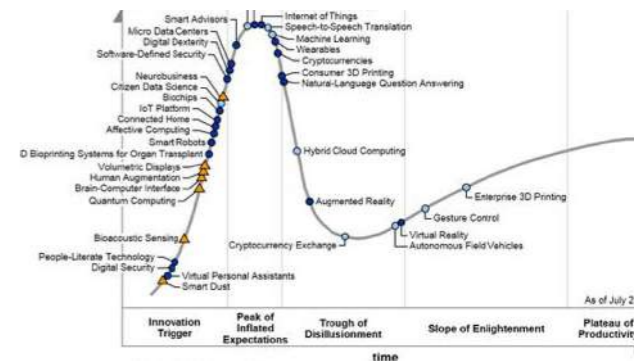 Internet of Things
Smart Advisors
Speech-to-Speech Translation
Micro Data Centers
Machine Learning
Digital Dexterity
Wearables
Software-Defined Security
Cryptocurrencies
Consumer 3D Printing
Neurobusiness
Natural-Language Question Answering
Citizen Data Science
Biochips
IoT Platform
Connected Home
Affective Computing
Smart Robots
D Bioprinting Systems for Organ Transplant
Hybrid Cloud Computing
Volumetric Displays
Human Augmentation
Brain-Computer Interface
Quantum Computing
Enterprise 3D Printing
Augmented Reality
Gesture Control
Virtual Reality
Bioacoustic Sensing
Cryptocurrency Exchange
Autonomous Field Vehicles
People-Literate Technology
Digital Security
Virtual Personal Assistants
Smart Dust
As of July 2
Innovation
Trigger
Peak of
Inflated
Expectations
Trough of
Disillusionment
Slope of Enlightenment
Plateau of
Productivit
time